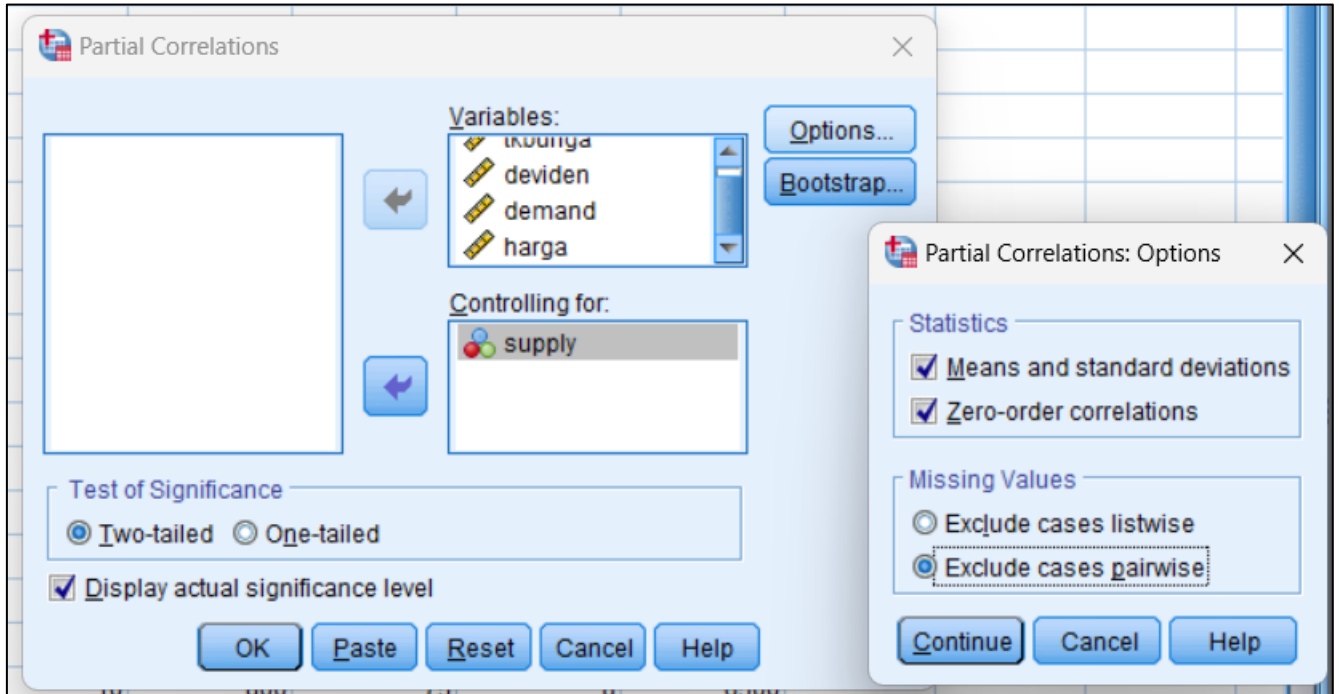 Partial Correlations
Variables:
tkbunga
deviden
demand
harga
Options...
Bootstrap...
Controlling for:
supply
Test of Significance
Two-tailed One-tailed
Display actual significance level
OK Paste Reset Cancel Help
Partial Correlations: Options
Statistics
Means and standard deviations
Zero-order correlations
Missing Values
Exclude cases listwise
Exclude cases pairwise
Continue Cancel Help